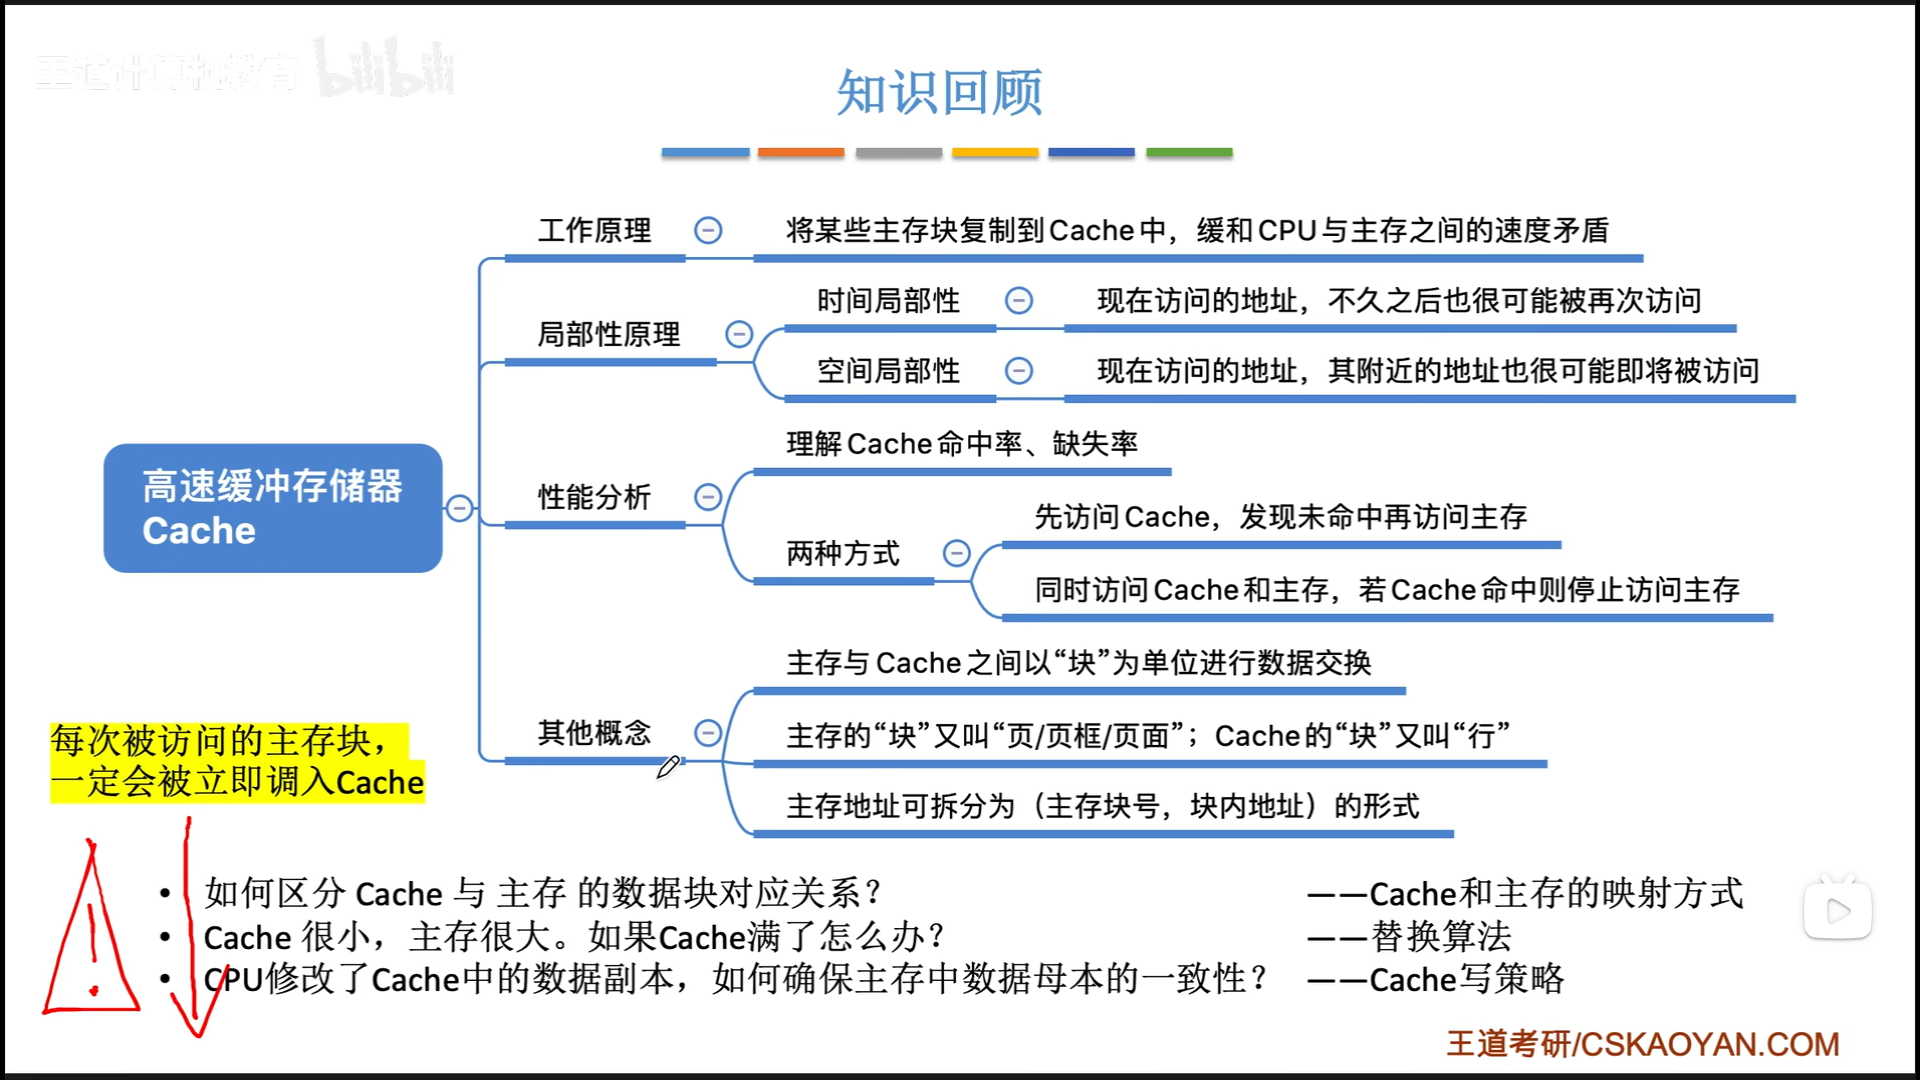 王道计算机教育 bilibili
知识回顾
工作原理
将某些主存块复制到Cache中，缓和CPU与主存之间的速度矛盾
局部性原理
时间局部性
现在访问的地址，不久之后也很可能被再次访问
空间局部性
现在访问的地址，其附近的地址也很可能即将被访问
高速缓冲存储器
Cache
性能分析
理解Cache命中率、缺失率
两种方式
先访问Cache，发现未命中再访问主存
同时访问Cache和主存，若Cache命中则停止访问主存
其他概念
主存与Cache之间以“块”为单位进行数据交换
主存的“块”又叫“页/页框/页面”；Cache的“块”又叫“行”
主存地址可拆分为（主存块号，块内地址）的形式
每次被访问的主存块，
一定会被立即调入Cache
• 如何区分 Cache 与 主存 的数据块对应关系？ ——Cache和主存的映射方式
• Cache 很小，主存很大。如果Cache满了怎么办？ ——替换算法
• CPU修改了Cache中的数据副本，如何确保主存中数据母本的一致性？ ——Cache写策略
王道考研/CSKAOYAN.COM